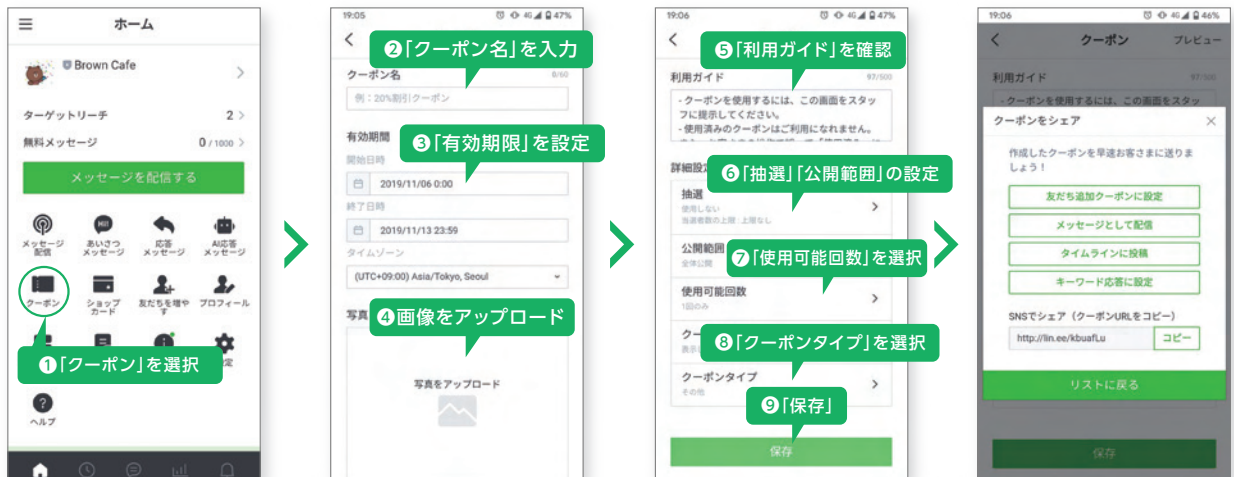 ホーム
Brown Cafe
ターゲットリーチ 2
無料メッセージ 0 / 1000
メッセージを配信する
メッセージ配信
あいさつメッセージ
応答メッセージ
AI応答メッセージ
クーポン
ショップカード
友だちを増やす
プロフィール
❶「クーポン」を選択
定
ヘルプ
19:05 4G 47%
❷「クーポン名」を入力
クーポン名 0/60
例：20%割引クーポン
有効期間
❸「有効期限」を設定
開始日時
2019/11/06 0:00
終了日時
2019/11/13 23:59
タイムゾーン
(UTC+09:00) Asia/Tokyo, Seoul
写真
❹画像をアップロード
写真をアップロード
19:06 4G 47%
❺「利用ガイド」を確認
利用ガイド 97/500
- クーポンを使用するには、この画面をスタッフに提示してください。
- 使用済みのクーポンはご利用になれません。
詳細設定
❻「抽選」「公開範囲」の設定
抽選
使用しない
当選者数の上限 : 上限なし
公開範囲
全体公開
❼「使用可能回数」を選択
使用可能回数
1回のみ
クー
❽「クーポンタイプ」を選択
クーポンタイプ
その他
❾「保存」
保存
19:06 4G 46%
クーポン プレビュー
利用ガイド 97/500
- クーポンを使用するには、この画面をスタッ
クーポンをシェア
作成したクーポンを早速お客さまに送りましょう！
友だち追加クーポンに設定
メッセージとして配信
タイムラインに投稿
キーワード応答に設定
SNSでシェア（クーポンURLをコピー）
http://lin.ee/kbuafLu コピー
リストに戻る
保存